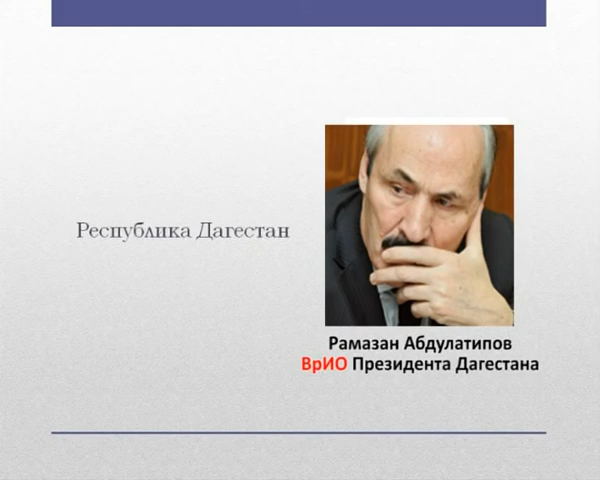 Республика Дагестан
Рамазан Абдулатипов
ВрИО Президента Дагестана